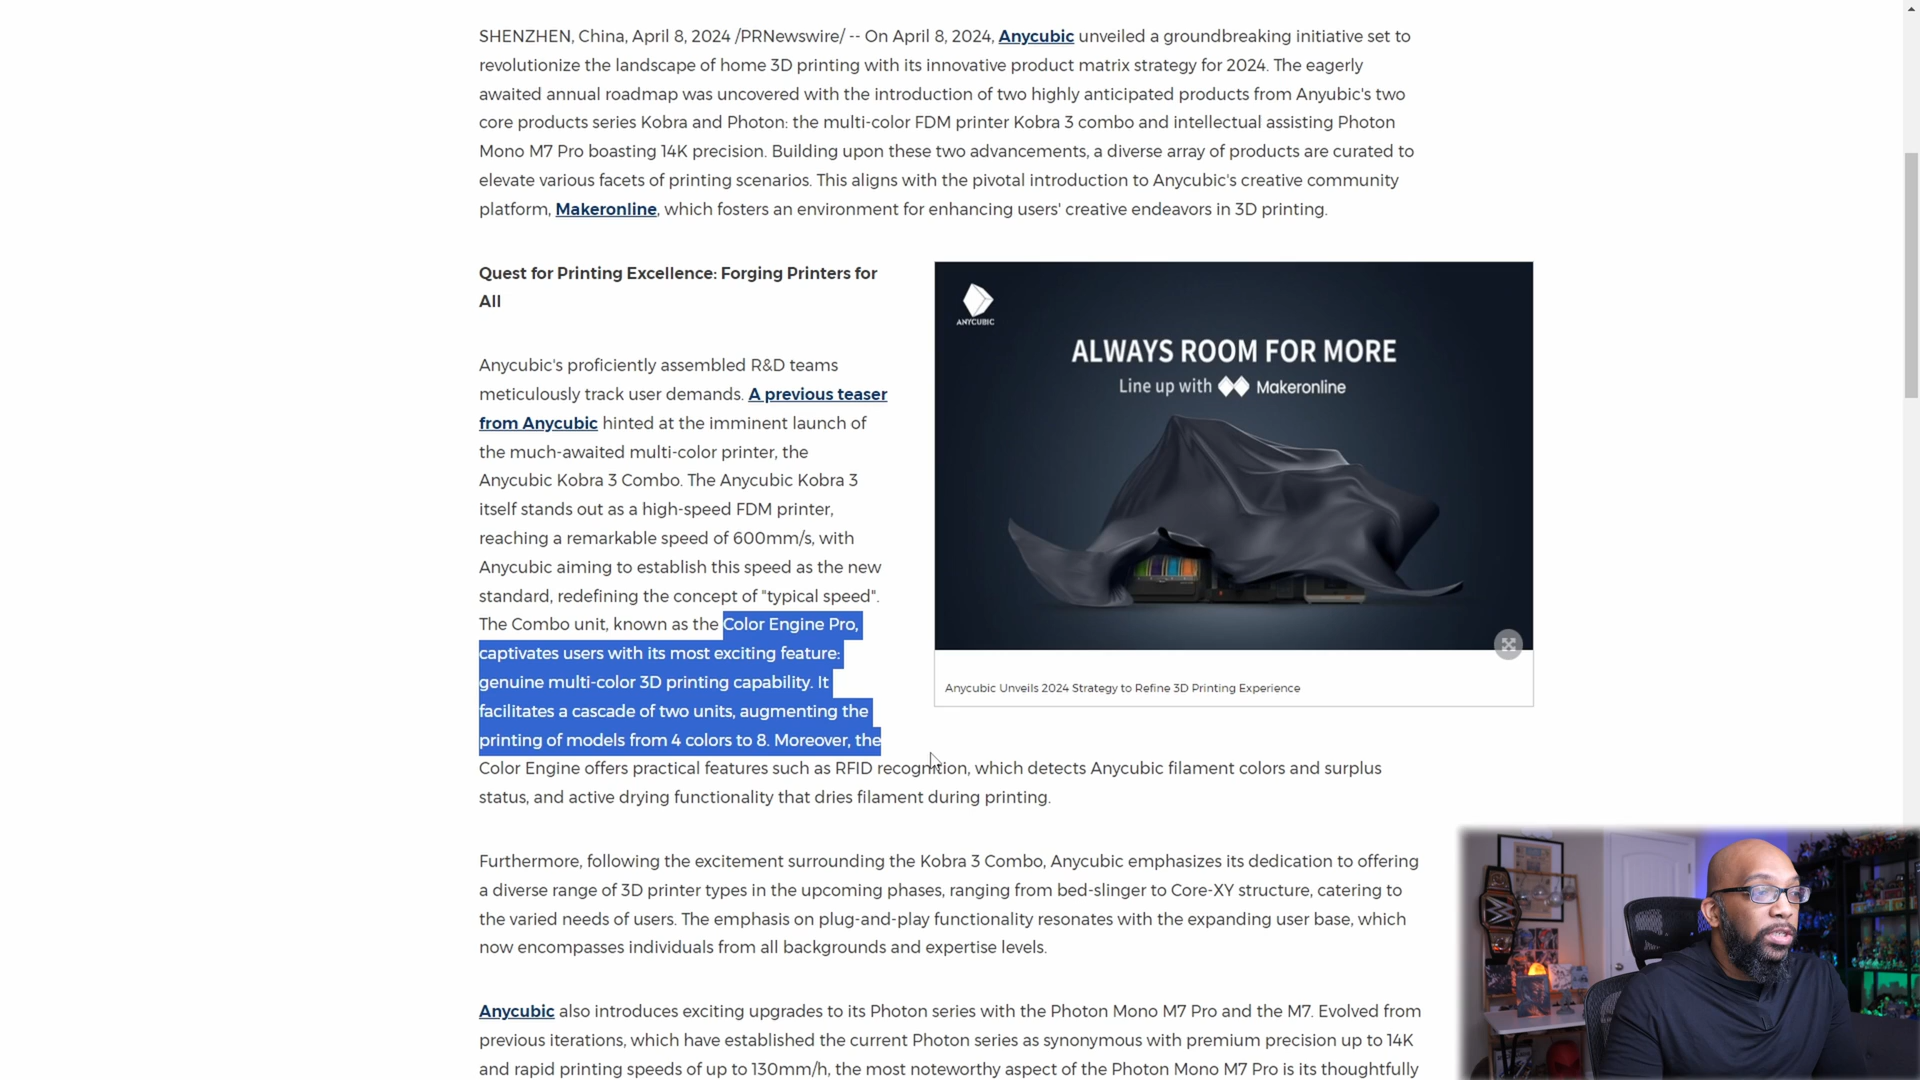 SHENZHEN, China, April 8, 2024 /PRNewswire/ -- On April 8, 2024, Anycubic unveiled a groundbreaking initiative set to
revolutionize the landscape of home 3D printing with its innovative product matrix strategy for 2024. The eagerly
awaited annual roadmap was uncovered with the introduction of two highly anticipated products from Anyubic's two
core products series Kobra and Photon: the multi-color FDM printer Kobra 3 combo and intellectual assisting Photon
Mono M7 Pro boasting 14K precision. Building upon these two advancements, a diverse array of products are curated to
elevate various facets of printing scenarios. This aligns with the pivotal introduction to Anycubic's creative community
platform, Makeronline, which fosters an environment for enhancing users' creative endeavors in 3D printing.
Quest for Printing Excellence: Forging Printers for
All
Anycubic's proficiently assembled R&D teams
meticulously track user demands. A previous teaser
from Anycubic hinted at the imminent launch of
the much-awaited multi-color printer, the
Anycubic Kobra 3 Combo. The Anycubic Kobra 3
itself stands out as a high-speed FDM printer,
reaching a remarkable speed of 600mm/s, with
Anycubic aiming to establish this speed as the new
standard, redefining the concept of "typical speed".
The Combo unit, known as the Color Engine Pro,
captivates users with its most exciting feature:
genuine multi-color 3D printing capability. It
facilitates a cascade of two units, augmenting the
printing of models from 4 colors to 8. Moreover, the
Color Engine offers practical features such as RFID recognition, which detects Anycubic filament colors and surplus
status, and active drying functionality that dries filament during printing.
ANYCUBIC
ALWAYS ROOM FOR MORE
Line up with Makeronline
Anycubic Unveils 2024 Strategy to Refine 3D Printing Experience
Furthermore, following the excitement surrounding the Kobra 3 Combo, Anycubic emphasizes its dedication to offering
a diverse range of 3D printer types in the upcoming phases, ranging from bed-slinger to Core-XY structure, catering to
the varied needs of users. The emphasis on plug-and-play functionality resonates with the expanding user base, which
now encompasses individuals from all backgrounds and expertise levels.
Anycubic also introduces exciting upgrades to its Photon series with the Photon Mono M7 Pro and the M7. Evolved from
previous iterations, which have established the current Photon series as synonymous with premium precision up to 14K
and rapid printing speeds of up to 130mm/h, the most noteworthy aspect of the Photon Mono M7 Pro is its thoughtfully